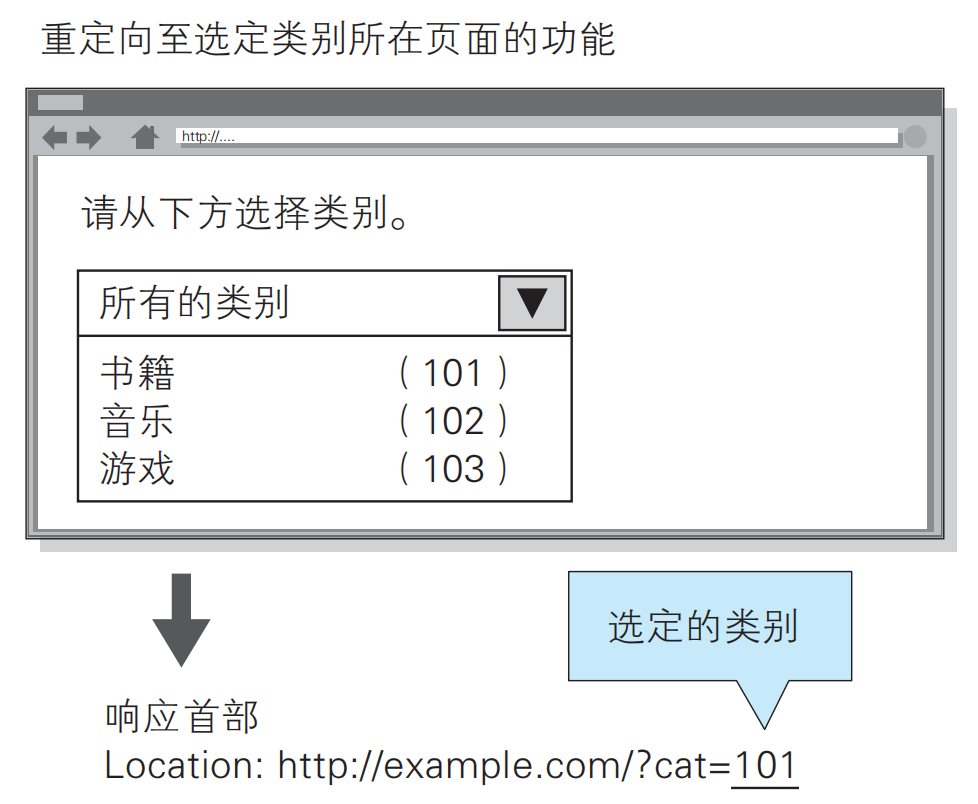 重定向至选定类别所在页面的功能
http://....
请从下方选择类别。
所有的类别 ▼
书籍 （101）
音乐 （102）
游戏 （103）
选定的类别
响应首部
Location: http://example.com/?cat=101